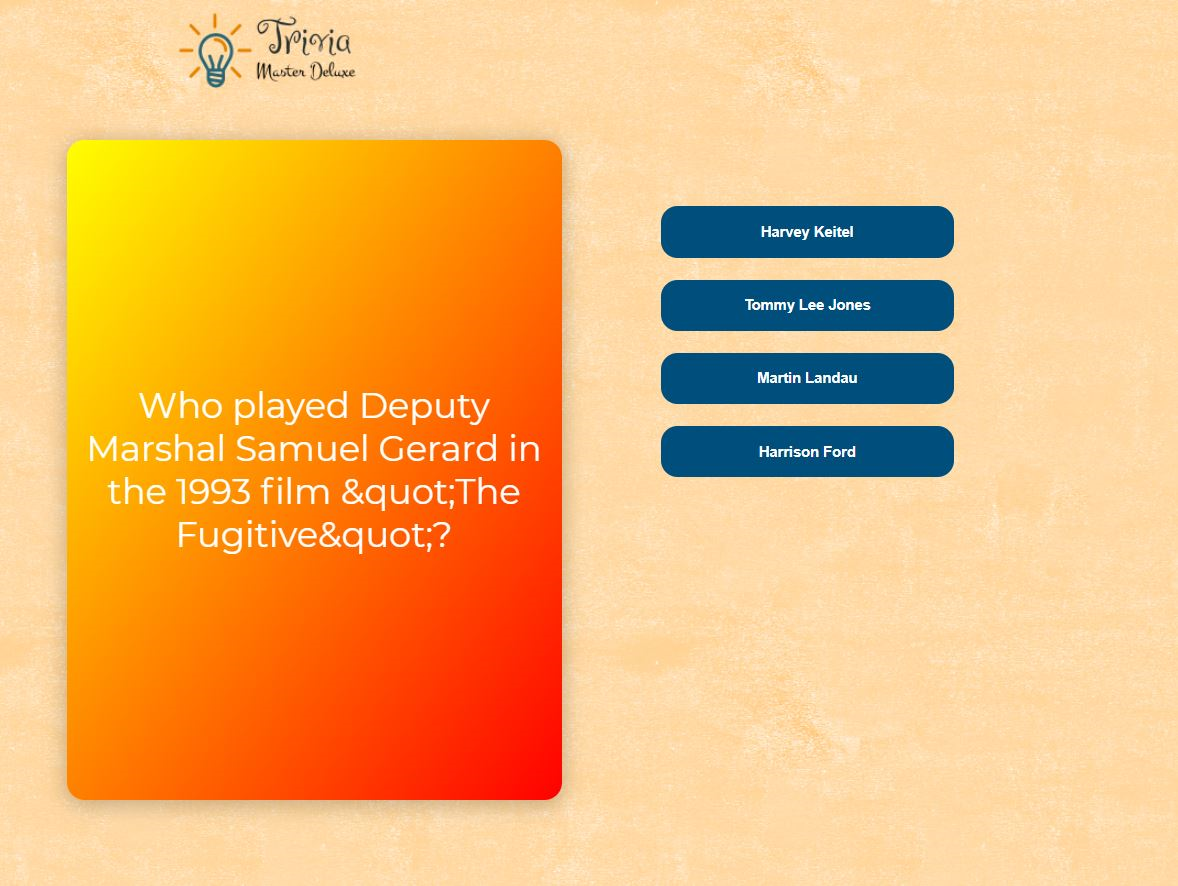 Trivia
Master Deluxe
Who played Deputy
Marshal Samuel Gerard in
the 1993 film &quot;The
Fugitive&quot;?
Harvey Keitel
Tommy Lee Jones
Martin Landau
Harrison Ford